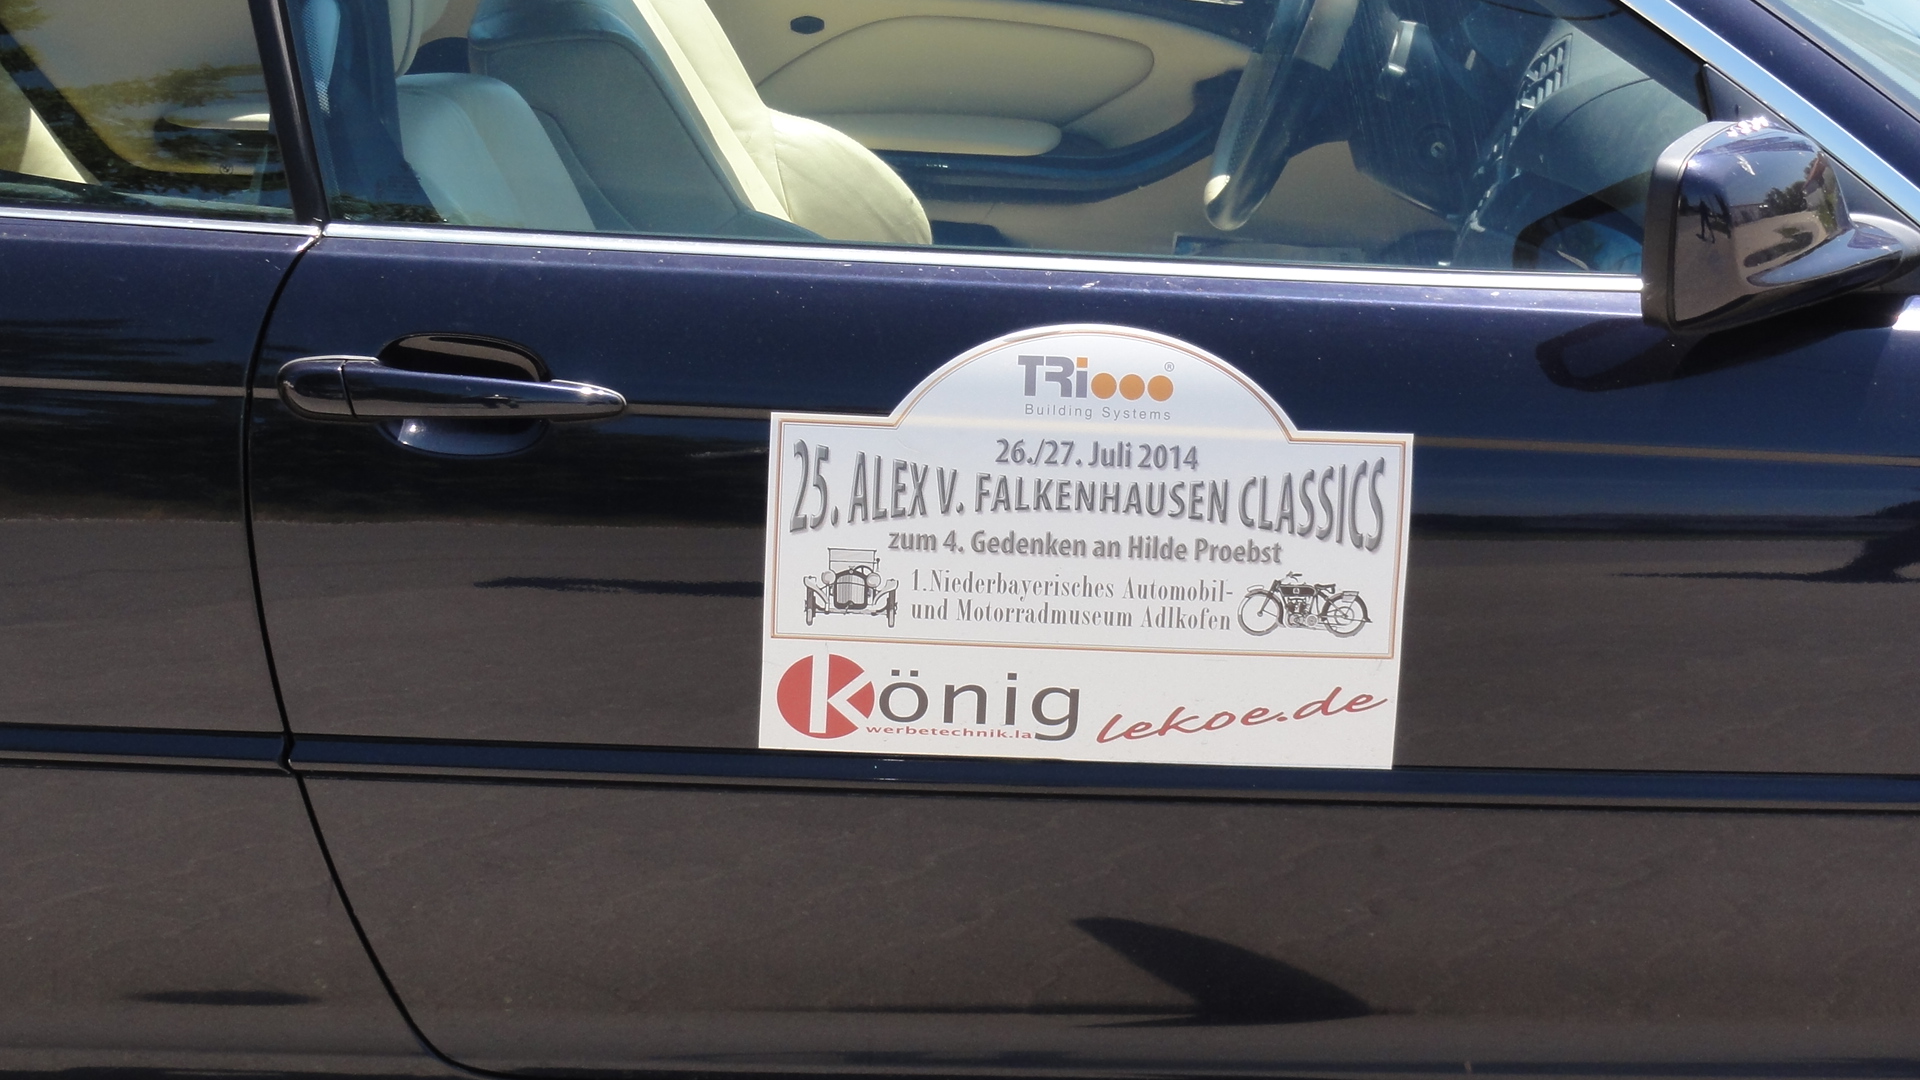 TRi
®
Building Systems
26./27. Juli 2014
25. ALEX V. FALKENHAUSEN CLASSICS
zum 4. Gedenken an Hilde Proebst
1.Niederbayerisches Automobil-
und Motorradmuseum Adlkofen
König
werbetechnik.la
lekoe.de